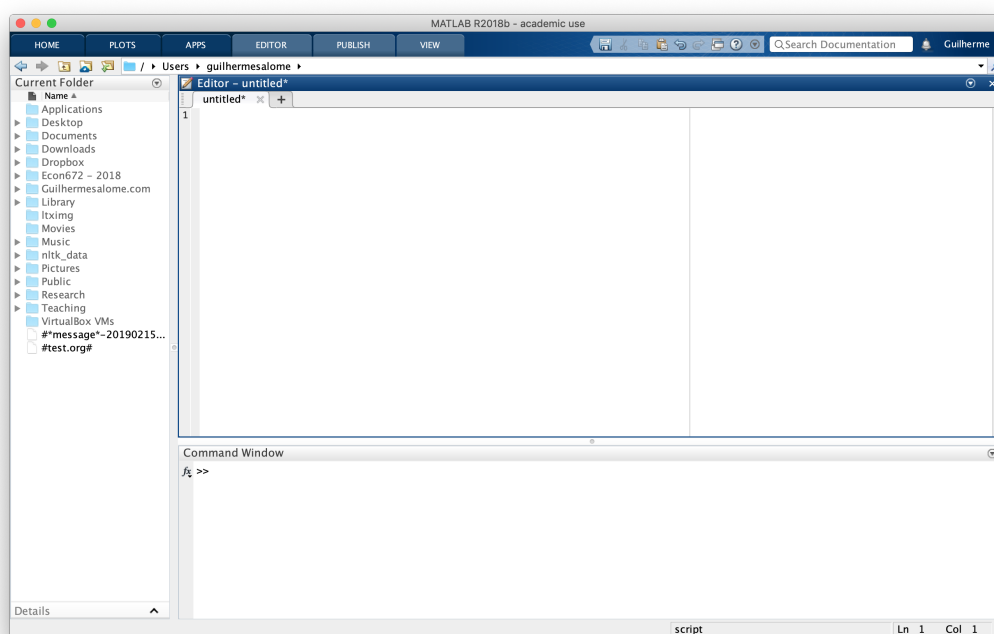 MATLAB R2018b - academic use
HOME PLOTS APPS EDITOR PUBLISH VIEW Search Documentation Guilherme
/ Users guilhermesalome
Current Folder
Name
Applications
Desktop
Documents
Downloads
Dropbox
Econ672 - 2018
Guilhermesalome.com
Library
ltximg
Movies
Music
nltk_data
Pictures
Public
Research
Teaching
VirtualBox VMs
#*message*-20190215...
#test.org#
Details
Editor - untitled*
untitled* +
1
Command Window
fx >>
script Ln 1 Col 1